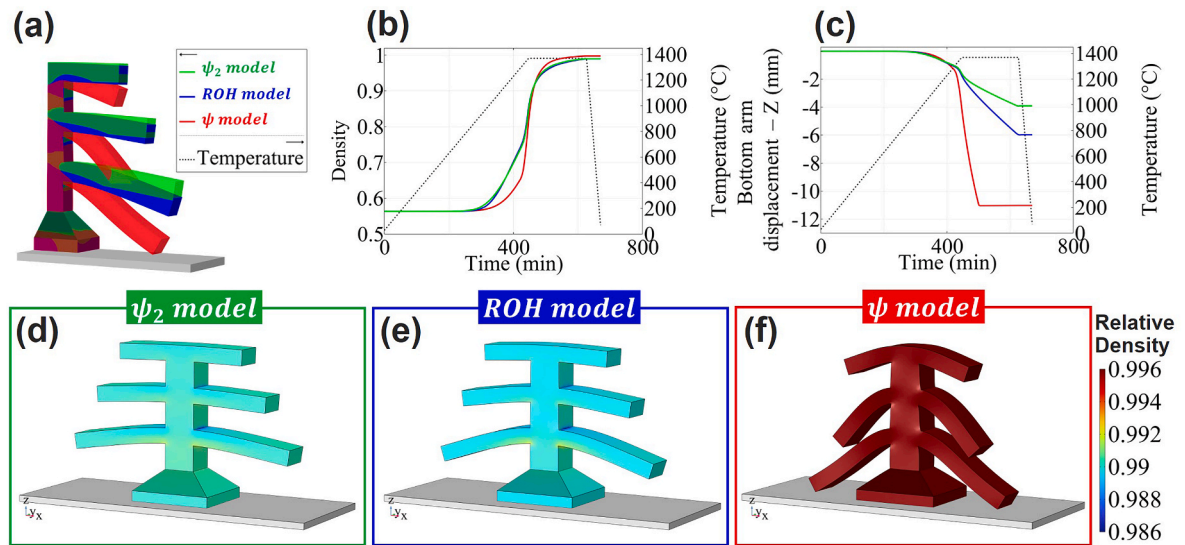 (a)
ψ₂ model
ROH model
ψ model
Temperature
(b)
1
0.9
0.8
0.7
0.6
0.5
Density
0
400
800
Time (min)
1400
1200
1000
800
600
400
200
0
Temperature (°C)
(c)
-2
-4
-6
-8
-10
-12
Bottom arm
displacement – Z (mm)
0
400
800
Time (min)
1400
1200
1000
800
600
400
200
0
Temperature (°C)
ψ₂ model
(d)
z
y x
ROH model
(e)
z
y x
ψ model
(f)
z
y x
Relative
Density
0.996
0.994
0.992
0.99
0.988
0.986